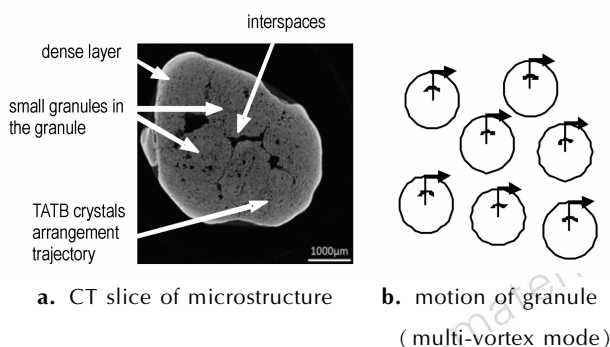 interspaces
dense layer
small granules in
the granule
TATB crystals
arrangement
trajectory
1000μm
a. CT slice of microstructure
b. motion of granule
(multi-vortex mode)